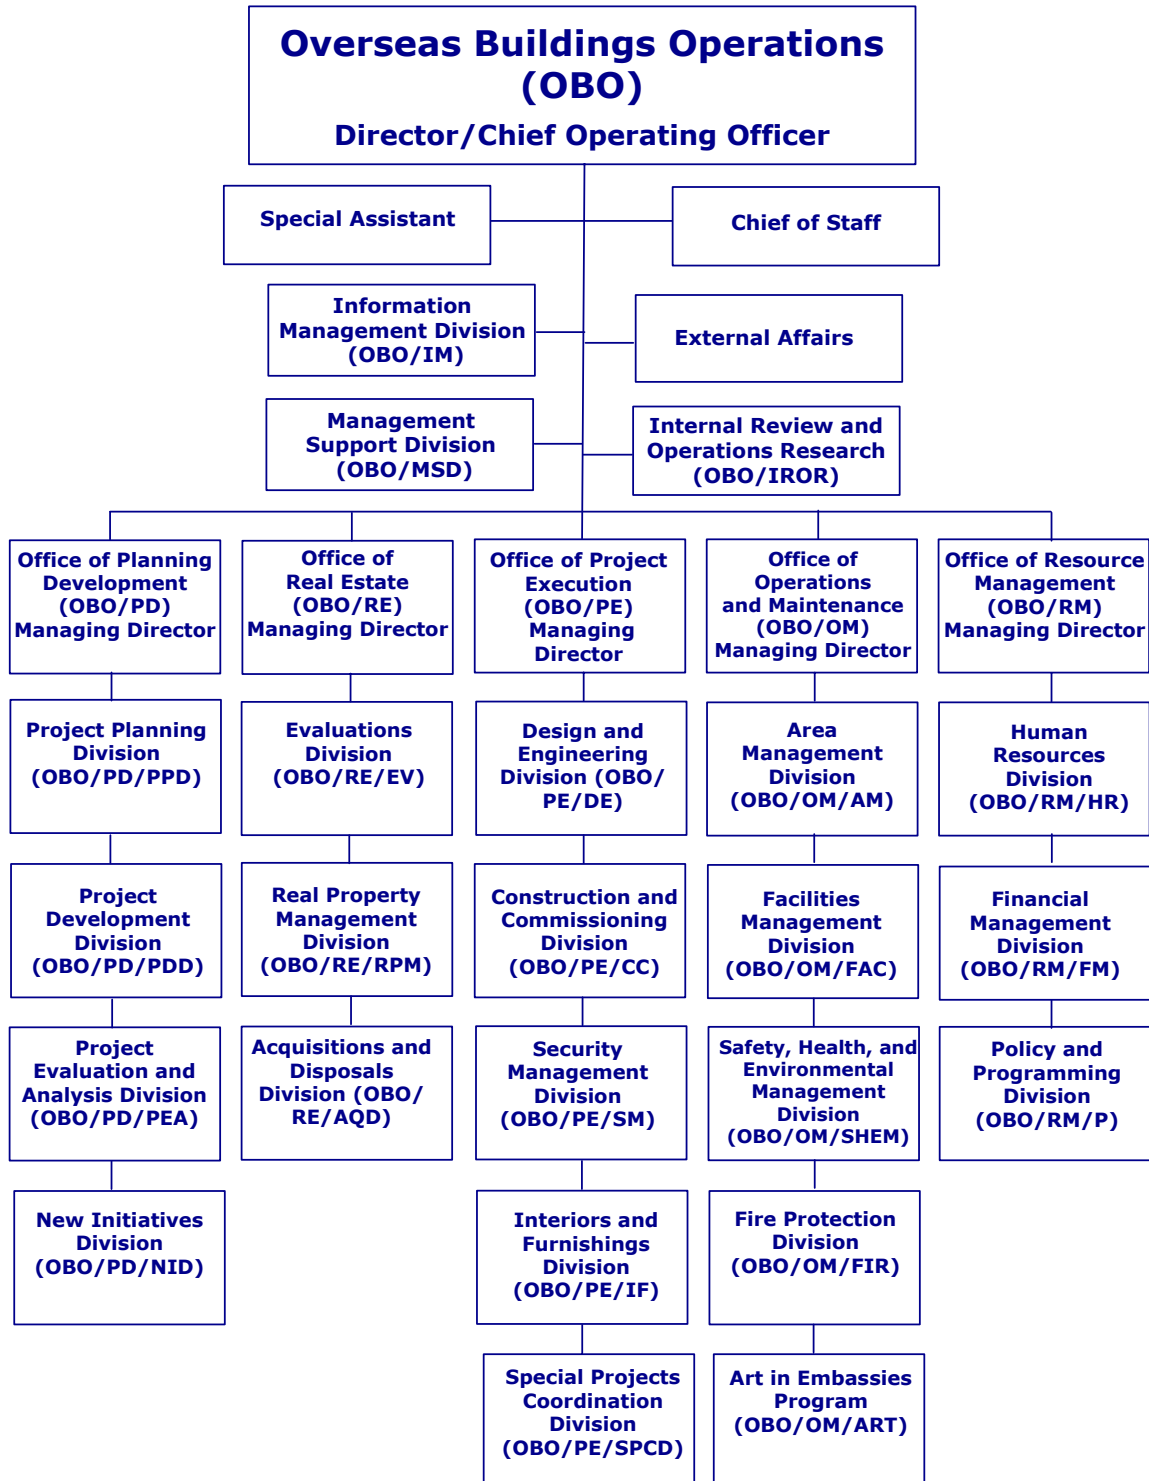 Overseas Buildings Operations
(OBO)
Director/Chief Operating Officer
Special Assistant
Chief of Staff
Information
Management Division
(OBO/IM)
External Affairs
Management
Support Division
(OBO/MSD)
Internal Review and
Operations Research
(OBO/IROR)
Office of Planning
Development
(OBO/PD)
Managing Director
Office of
Real Estate
(OBO/RE)
Managing Director
Office of Project
Execution
(OBO/PE)
Managing
Director
Office of
Operations
and Maintenance
(OBO/OM)
Managing Director
Office of Resource
Management
(OBO/RM)
Managing Director
Project Planning
Division
(OBO/PD/PPD)
Evaluations
Division
(OBO/RE/EV)
Design and
Engineering
Division (OBO/
PE/DE)
Area
Management
Division
(OBO/OM/AM)
Human
Resources
Division
(OBO/RM/HR)
Project
Development
Division
(OBO/PD/PDD)
Real Property
Management
Division
(OBO/RE/RPM)
Construction and
Commissioning
Division
(OBO/PE/CC)
Facilities
Management
Division
(OBO/OM/FAC)
Financial
Management
Division
(OBO/RM/FM)
Project
Evaluation and
Analysis Division
(OBO/PD/PEA)
Acquisitions and
Disposals
Division (OBO/
RE/AQD)
Security
Management
Division
(OBO/PE/SM)
Safety, Health, and
Environmental
Management
Division
(OBO/OM/SHEM)
Policy and
Programming
Division
(OBO/RM/P)
New Initiatives
Division
(OBO/PD/NID)
Interiors and
Furnishings
Division
(OBO/PE/IF)
Fire Protection
Division
(OBO/OM/FIR)
Special Projects
Coordination
Division
(OBO/PE/SPCD)
Art in Embassies
Program
(OBO/OM/ART)